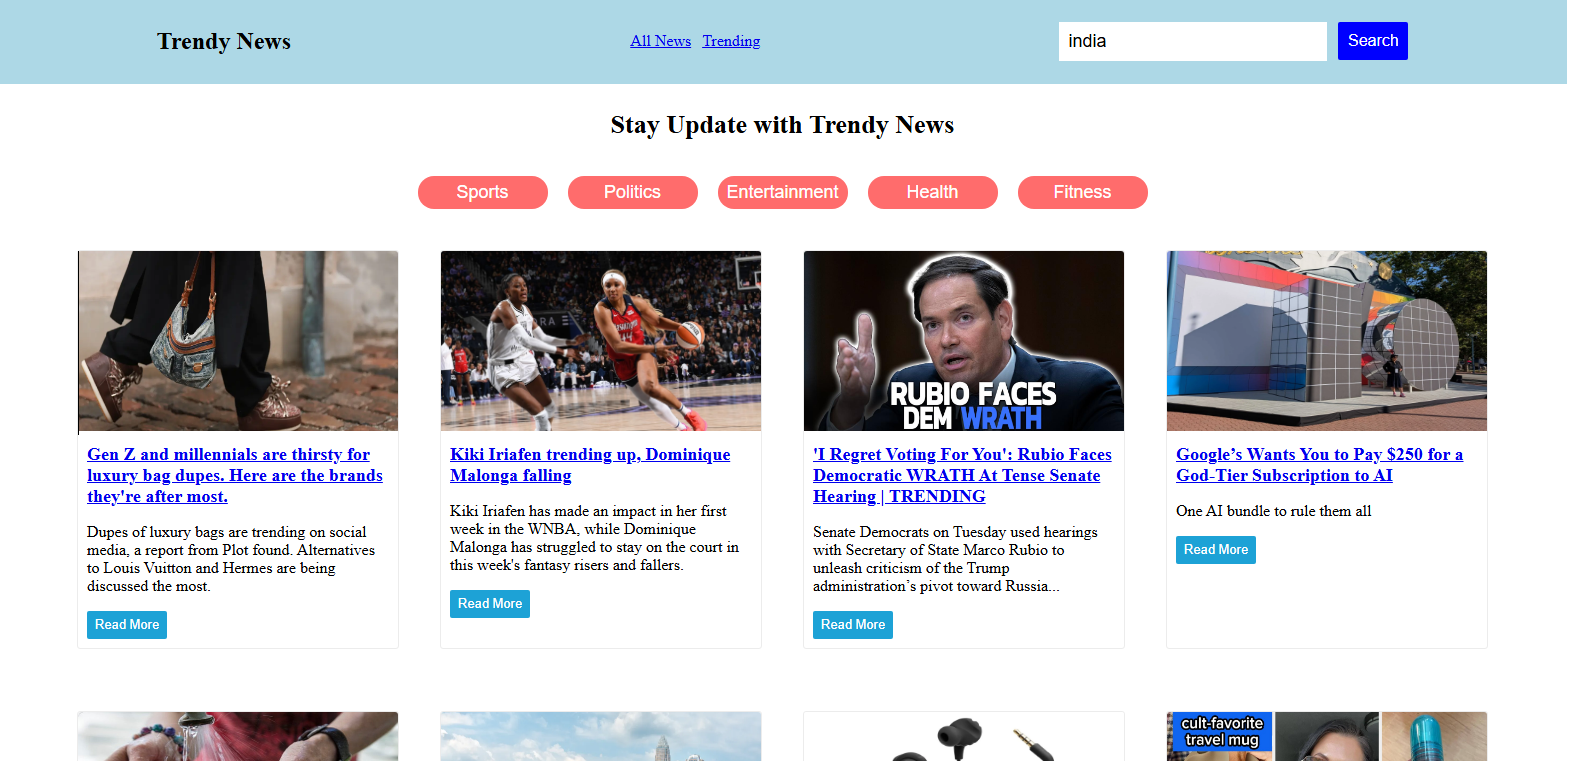 Trendy News
All News Trending
india
Search
Stay Update with Trendy News
Sports
Politics
Entertainment
Health
Fitness
RUBIO FACES
DEM WRATH
Gen Z and millennials are thirsty for
luxury bag dupes. Here are the brands
they're after most.
Dupes of luxury bags are trending on social
media, a report from Plot found. Alternatives
to Louis Vuitton and Hermes are being
discussed the most.
Read More
Kiki Iriafen trending up, Dominique
Malonga falling
Kiki Iriafen has made an impact in her first
week in the WNBA, while Dominique
Malonga has struggled to stay on the court in
this week's fantasy risers and fallers.
Read More
'I Regret Voting For You': Rubio Faces
Democratic WRATH At Tense Senate
Hearing | TRENDING
Senate Democrats on Tuesday used hearings
with Secretary of State Marco Rubio to
unleash criticism of the Trump
administration’s pivot toward Russia...
Read More
Google’s Wants You to Pay $250 for a
God-Tier Subscription to AI
One AI bundle to rule them all
Read More
cult-favorite
travel mug